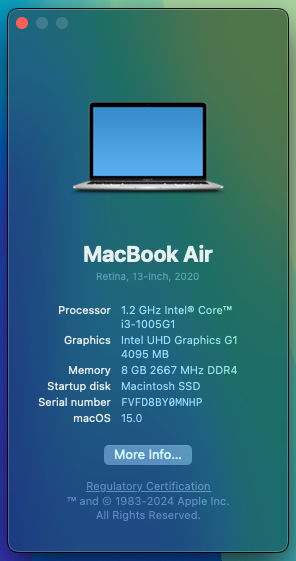 MacBook Air
Retina, 13-inch, 2020
Processor 1.2 GHz Intel® Core™
i3-1005G1
Graphics Intel UHD Graphics G1
4095 MB
Memory 8 GB 2667 MHz DDR4
Startup disk Macintosh SSD
Serial number FVFD8BY0MNHP
macOS 15.0
More Info...
Regulatory Certification
™ and © 1983-2024 Apple Inc.
All Rights Reserved.